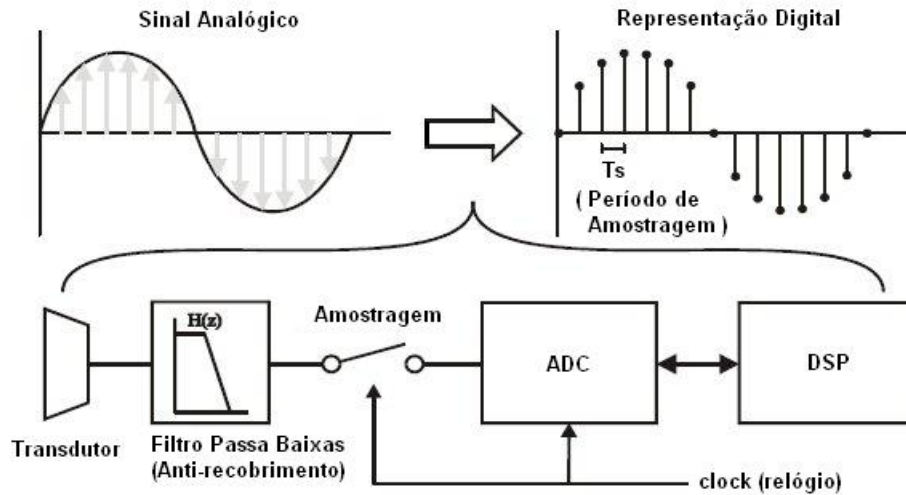 Sinal Analógico
Representação Digital
Ts
( Período de
Amostragem )
H(z)
Amostragem
ADC
DSP
Transdutor
Filtro Passa Baixas
(Anti-recobrimento)
clock (relógio)